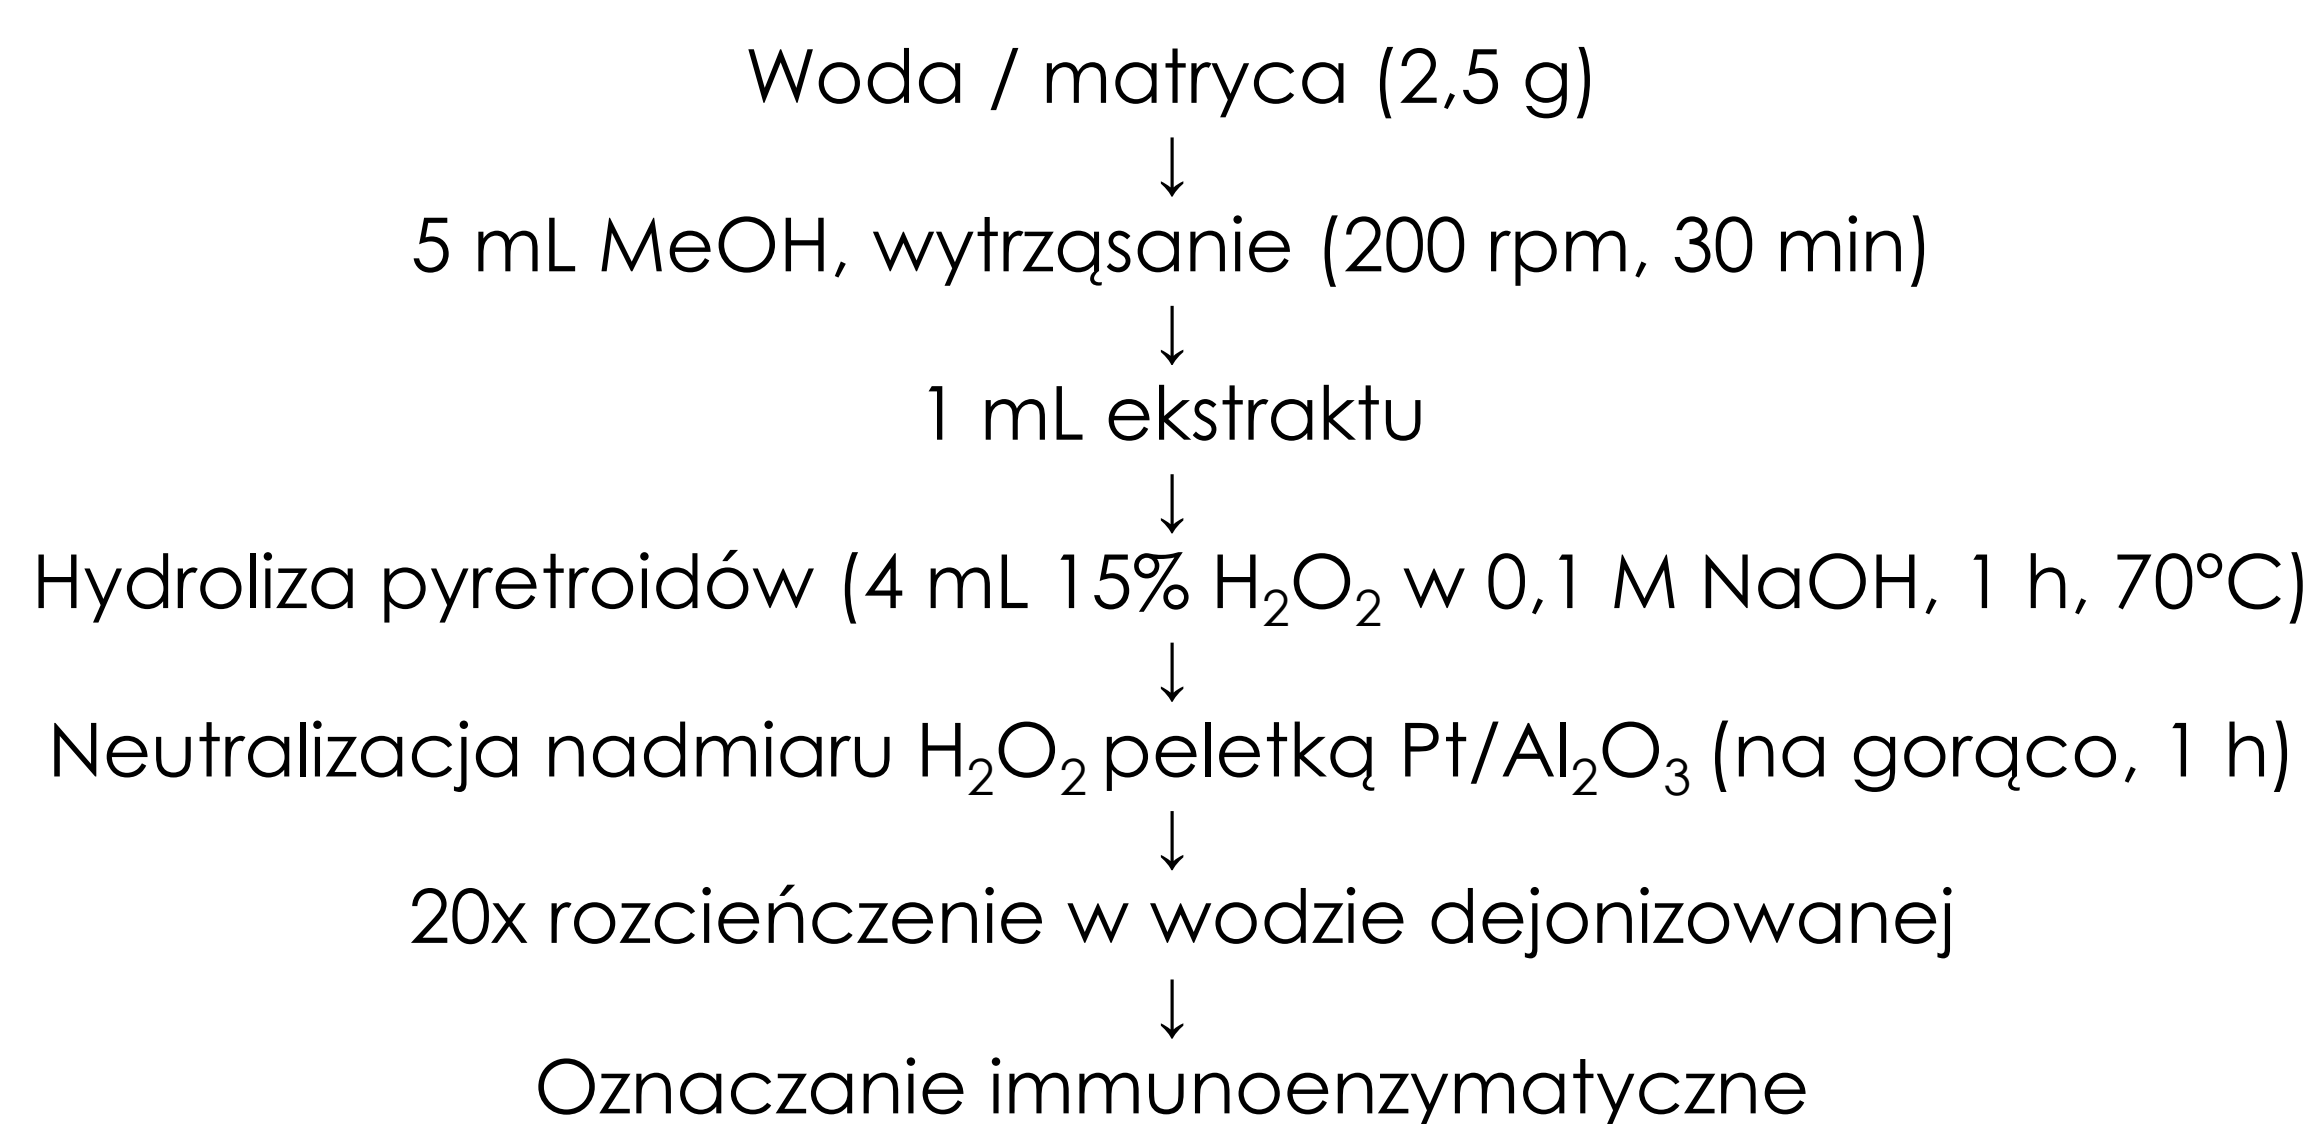 Woda / matryca (2,5 g)
↓
5 mL MeOH, wytrząsanie (200 rpm, 30 min)
↓
1 mL ekstraktu
↓
Hydroliza pyretroidów (4 mL 15% H₂O₂ w 0,1 M NaOH, 1 h, 70°C)
↓
Neutralizacja nadmiaru H₂O₂ peletką Pt/Al₂O₃ (na gorąco, 1 h)
↓
20x rozcieńczenie w wodzie dejonizowanej
↓
Oznaczanie immunoenzymatyczne